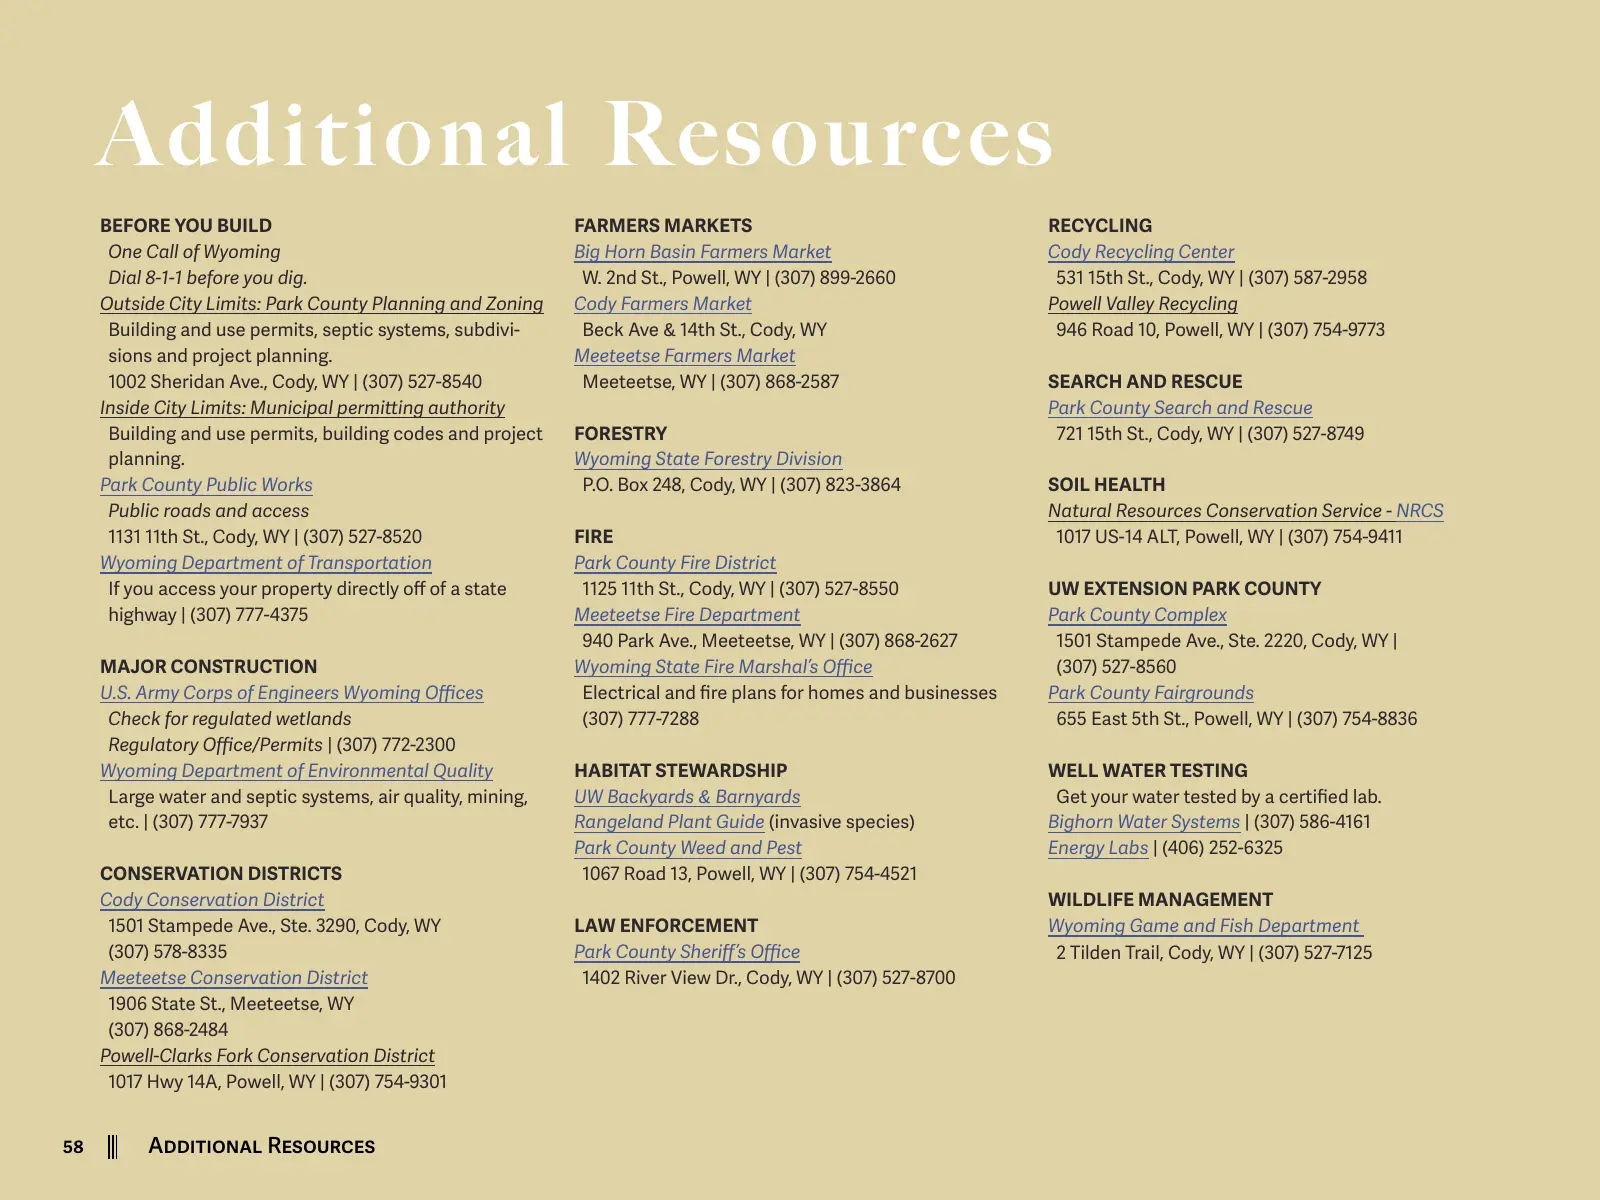 Additional Resources
BEFORE YOU BUILD
One Call of Wyoming
Dial 8-1-1 before you dig.
Outside City Limits: Park County Planning and Zoning
Building and use permits, septic systems, subdivi-
sions and project planning.
1002 Sheridan Ave., Cody, WY | (307) 527-8540
Inside City Limits: Municipal permitting authority
Building and use permits, building codes and project
planning.
Park County Public Works
Public roads and access
1131 11th St., Cody, WY | (307) 527-8520
Wyoming Department of Transportation
If you access your property directly off of a state
highway | (307) 777-4375
MAJOR CONSTRUCTION
U.S. Army Corps of Engineers Wyoming Offices
Check for regulated wetlands
Regulatory Office/Permits | (307) 772-2300
Wyoming Department of Environmental Quality
Large water and septic systems, air quality, mining,
etc. | (307) 777-7937
CONSERVATION DISTRICTS
Cody Conservation District
1501 Stampede Ave., Ste. 3290, Cody, WY
(307) 578-8335
Meeteetse Conservation District
1906 State St., Meeteetse, WY
(307) 868-2484
Powell-Clarks Fork Conservation District
1017 Hwy 14A, Powell, WY | (307) 754-9301
FARMERS MARKETS
Big Horn Basin Farmers Market
W. 2nd St., Powell, WY | (307) 899-2660
Cody Farmers Market
Beck Ave & 14th St., Cody, WY
Meeteetse Farmers Market
Meeteetse, WY | (307) 868-2587
FORESTRY
Wyoming State Forestry Division
P.O. Box 248, Cody, WY | (307) 823-3864
FIRE
Park County Fire District
1125 11th St., Cody, WY | (307) 527-8550
Meeteetse Fire Department
940 Park Ave., Meeteetse, WY | (307) 868-2627
Wyoming State Fire Marshal's Office
Electrical and fire plans for homes and businesses
(307) 777-7288
HABITAT STEWARDSHIP
UW Backyards & Barnyards
Rangeland Plant Guide (invasive species)
Park County Weed and Pest
1067 Road 13, Powell, WY | (307) 754-4521
LAW ENFORCEMENT
Park County Sheriff's Office
1402 River View Dr., Cody, WY | (307) 527-8700
RECYCLING
Cody Recycling Center
531 15th St., Cody, WY | (307) 587-2958
Powell Valley Recycling
946 Road 10, Powell, WY | (307) 754-9773
SEARCH AND RESCUE
Park County Search and Rescue
721 15th St., Cody, WY | (307) 527-8749
SOIL HEALTH
Natural Resources Conservation Service - NRCS
1017 US-14 ALT, Powell, WY | (307) 754-9411
UW EXTENSION PARK COUNTY
Park County Complex
1501 Stampede Ave., Ste. 2220, Cody, WY |
(307) 527-8560
Park County Fairgrounds
655 East 5th St., Powell, WY | (307) 754-8836
WELL WATER TESTING
Get your water tested by a certified lab.
Bighorn Water Systems | (307) 586-4161
Energy Labs | (406) 252-6325
WILDLIFE MANAGEMENT
Wyoming Game and Fish Department
2 Tilden Trail, Cody, WY | (307) 527-7125
58 ADDITIONAL RESOURCES